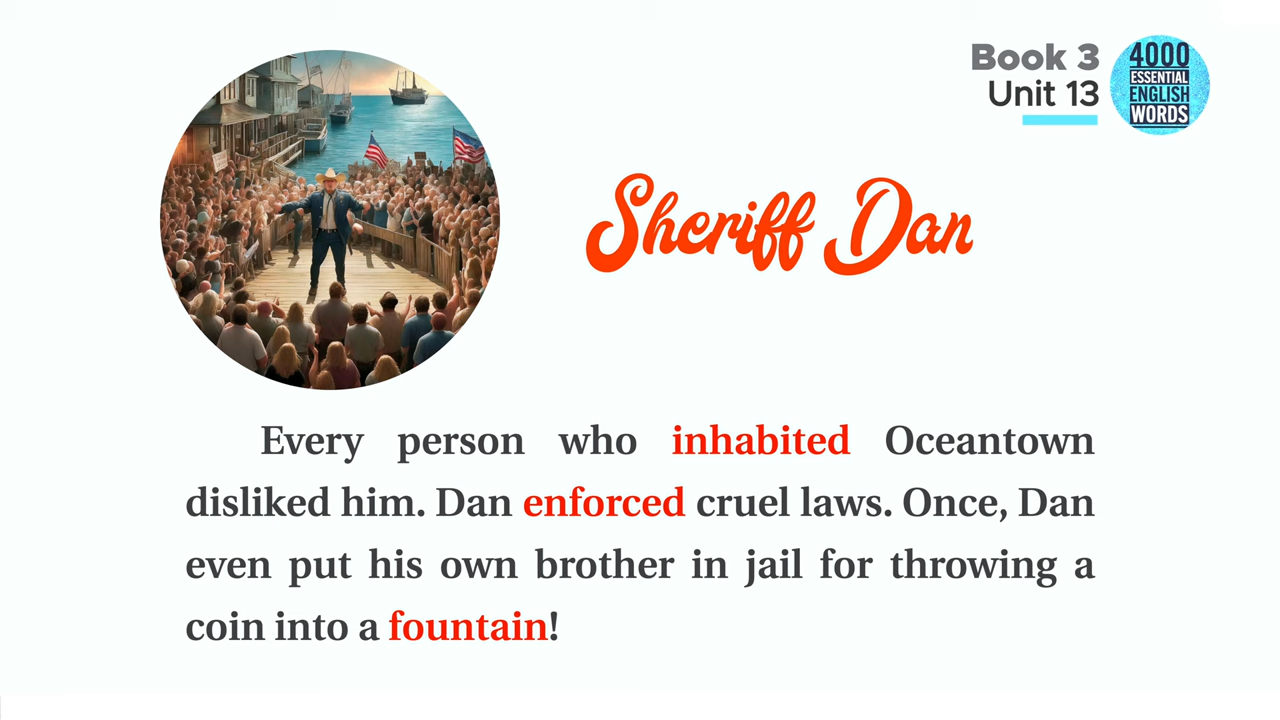 Book 3
Unit 13
4000
ESSENTIAL
ENGLISH
WORDS
Sheriff Dan
Every person who inhabited Oceantown
disliked him. Dan enforced cruel laws. Once, Dan
even put his own brother in jail for throwing a
coin into a fountain!